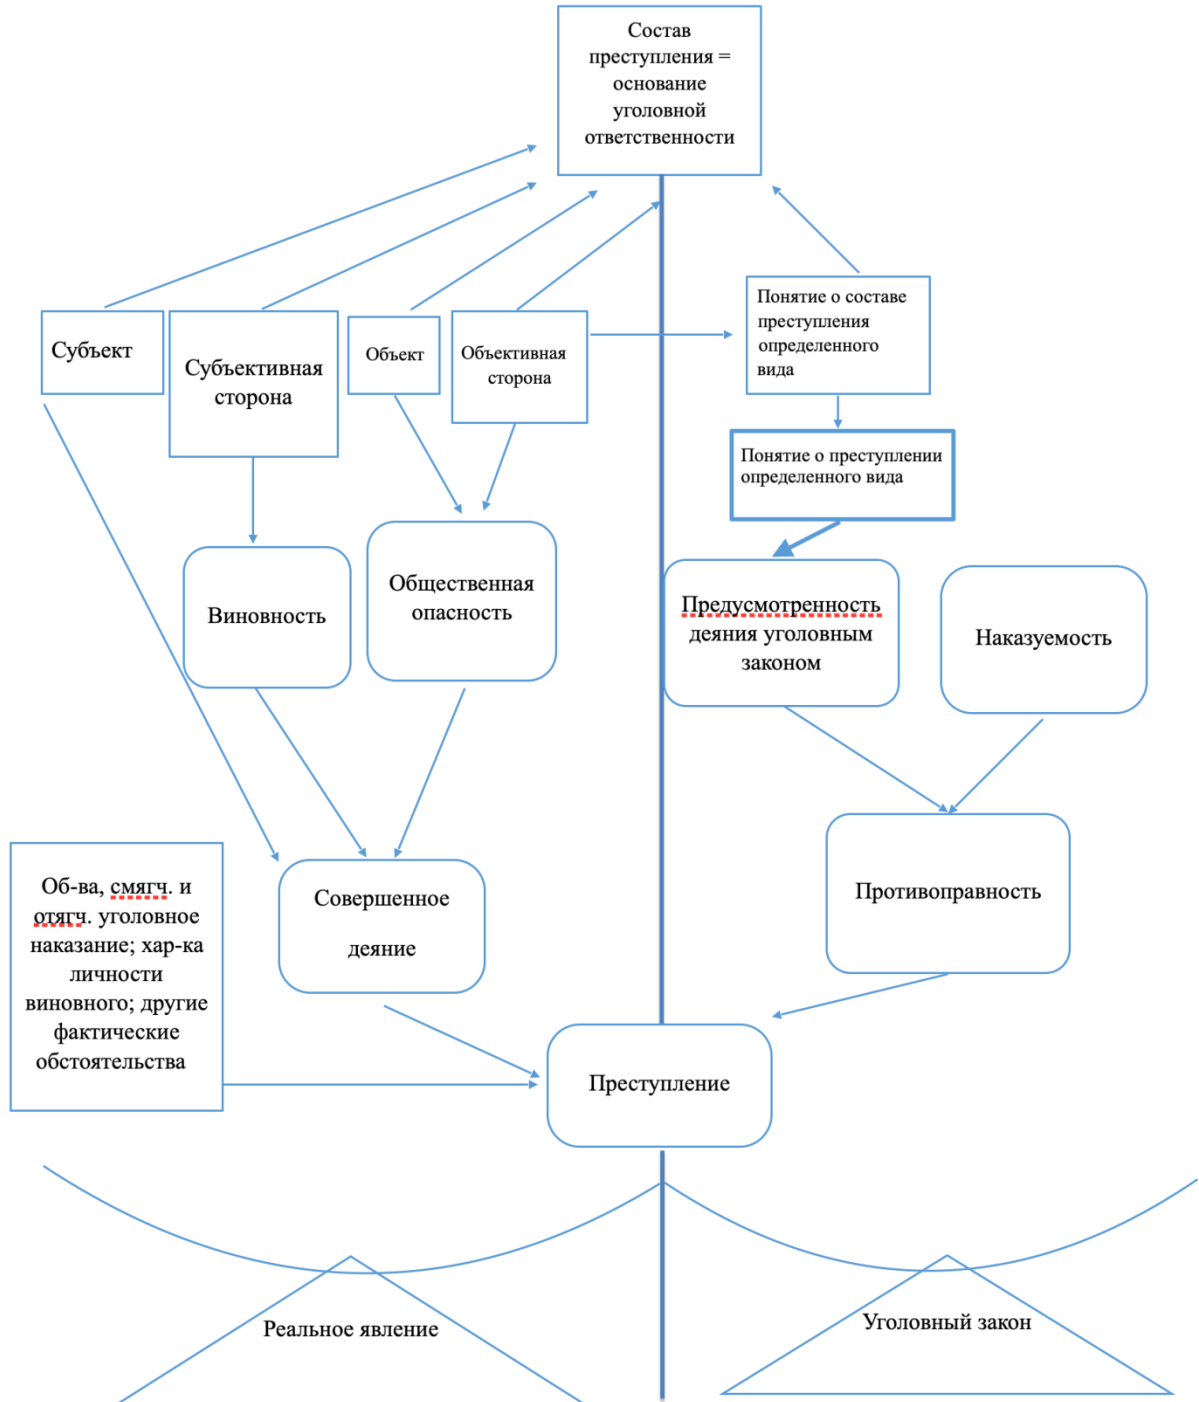 Состав
преступления =
основание
уголовной
ответственности
Субъект
Субъективная
сторона
Объект
Объективная
сторона
Понятие о составе
преступления
определенного
вида
Понятие о преступлении
определенного вида
Виновность
Общественная
опасность
Предусмотренность
деяния уголовным
законом
Наказуемость
Об-ва, смягч. и
отягч. уголовное
наказание; хар-ка
личности
виновного; другие
фактические
обстоятельства
Совершенное
деяние
Противоправность
Преступление
Реальное явление
Уголовный закон